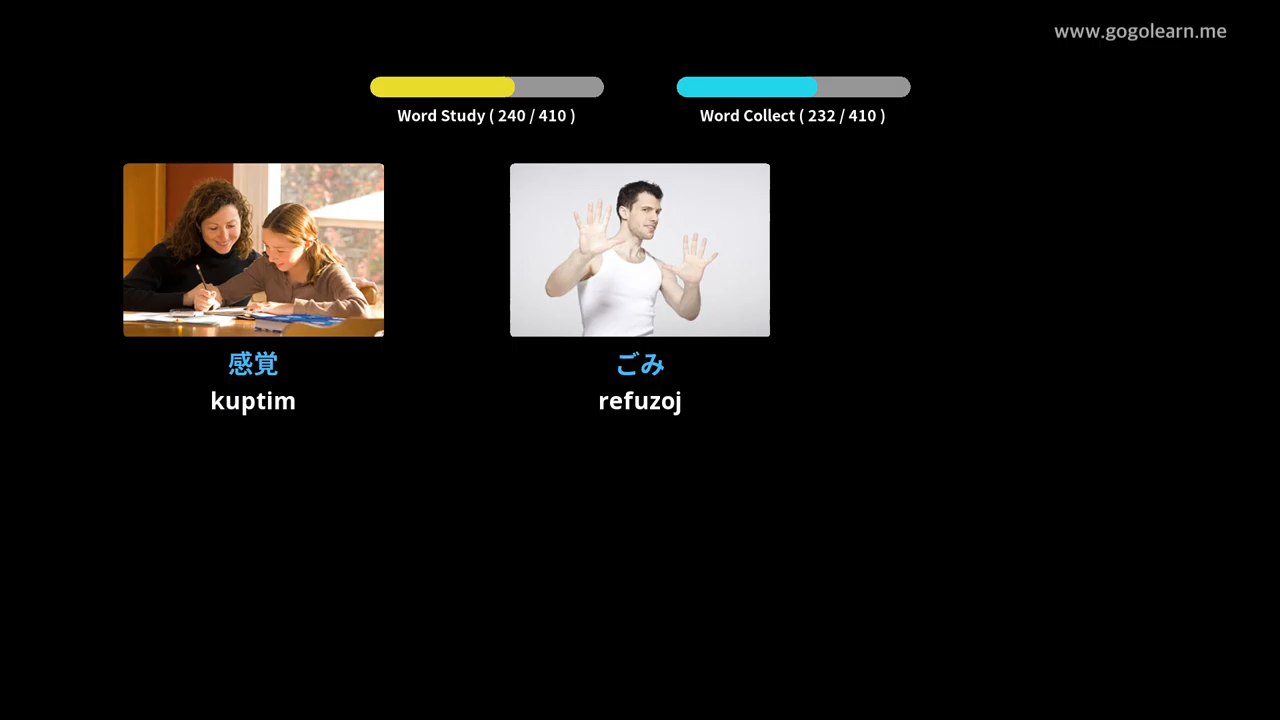 www.gogolearn.me
Word Study ( 240 / 410 )
Word Collect ( 232 / 410 )
感覚
kuptim
ごみ
refuzoj